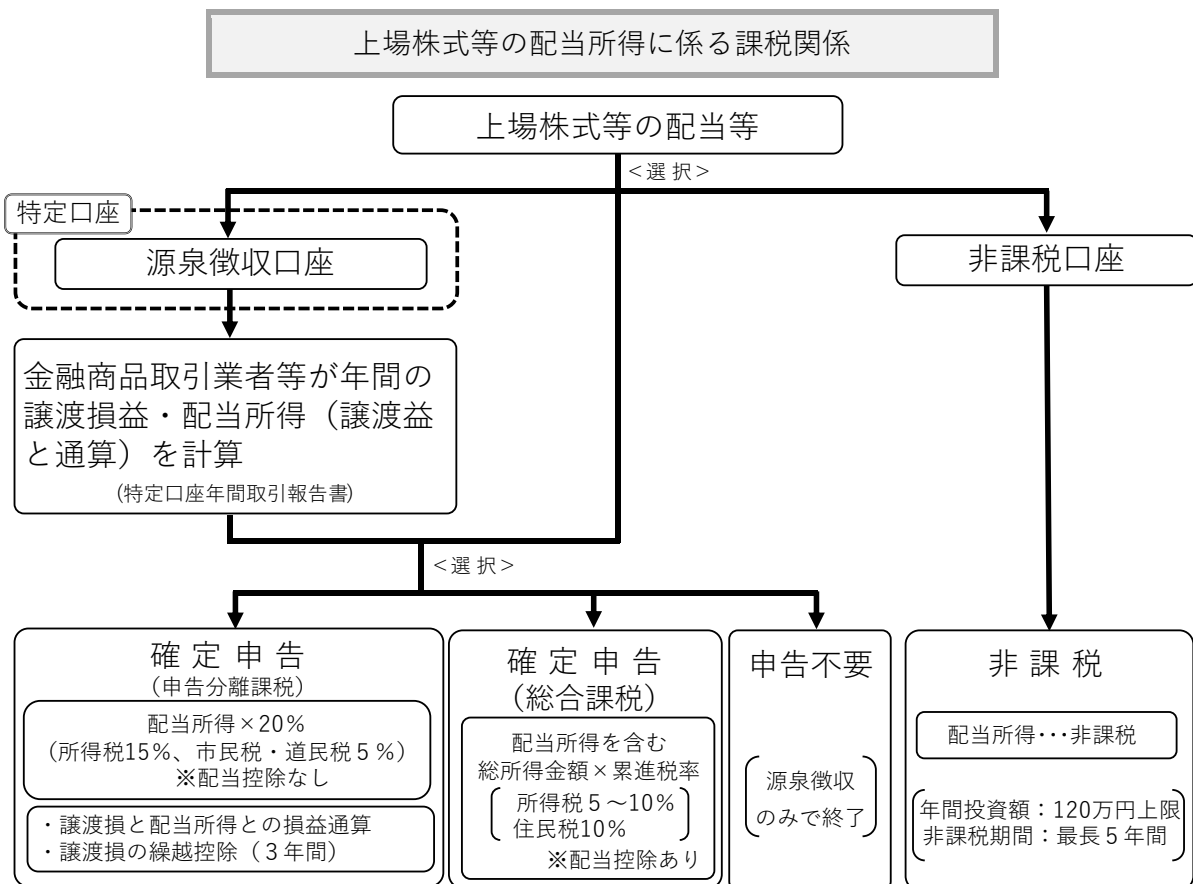 上場株式等の配当所得に係る課税関係
上場株式等の配当等
<選択>
特定口座
源泉徴収口座
非課税口座
金融商品取引業者等が年間の
譲渡損益・配当所得（譲渡益
と通算）を計算
(特定口座年間取引報告書)
<選択>
確定申告
(申告分離課税)
配当所得×20%
(所得税15%、市民税・道民税５%)
※配当控除なし
・譲渡損と配当所得との損益通算
・譲渡損の繰越控除（３年間）
確定申告
(総合課税)
配当所得を含む
総所得金額×累進税率
所得税５～10%
住民税10%
※配当控除あり
申告不要
源泉徴収
のみで終了
非課税
配当所得･･･非課税
年間投資額：120万円上限
非課税期間：最長５年間